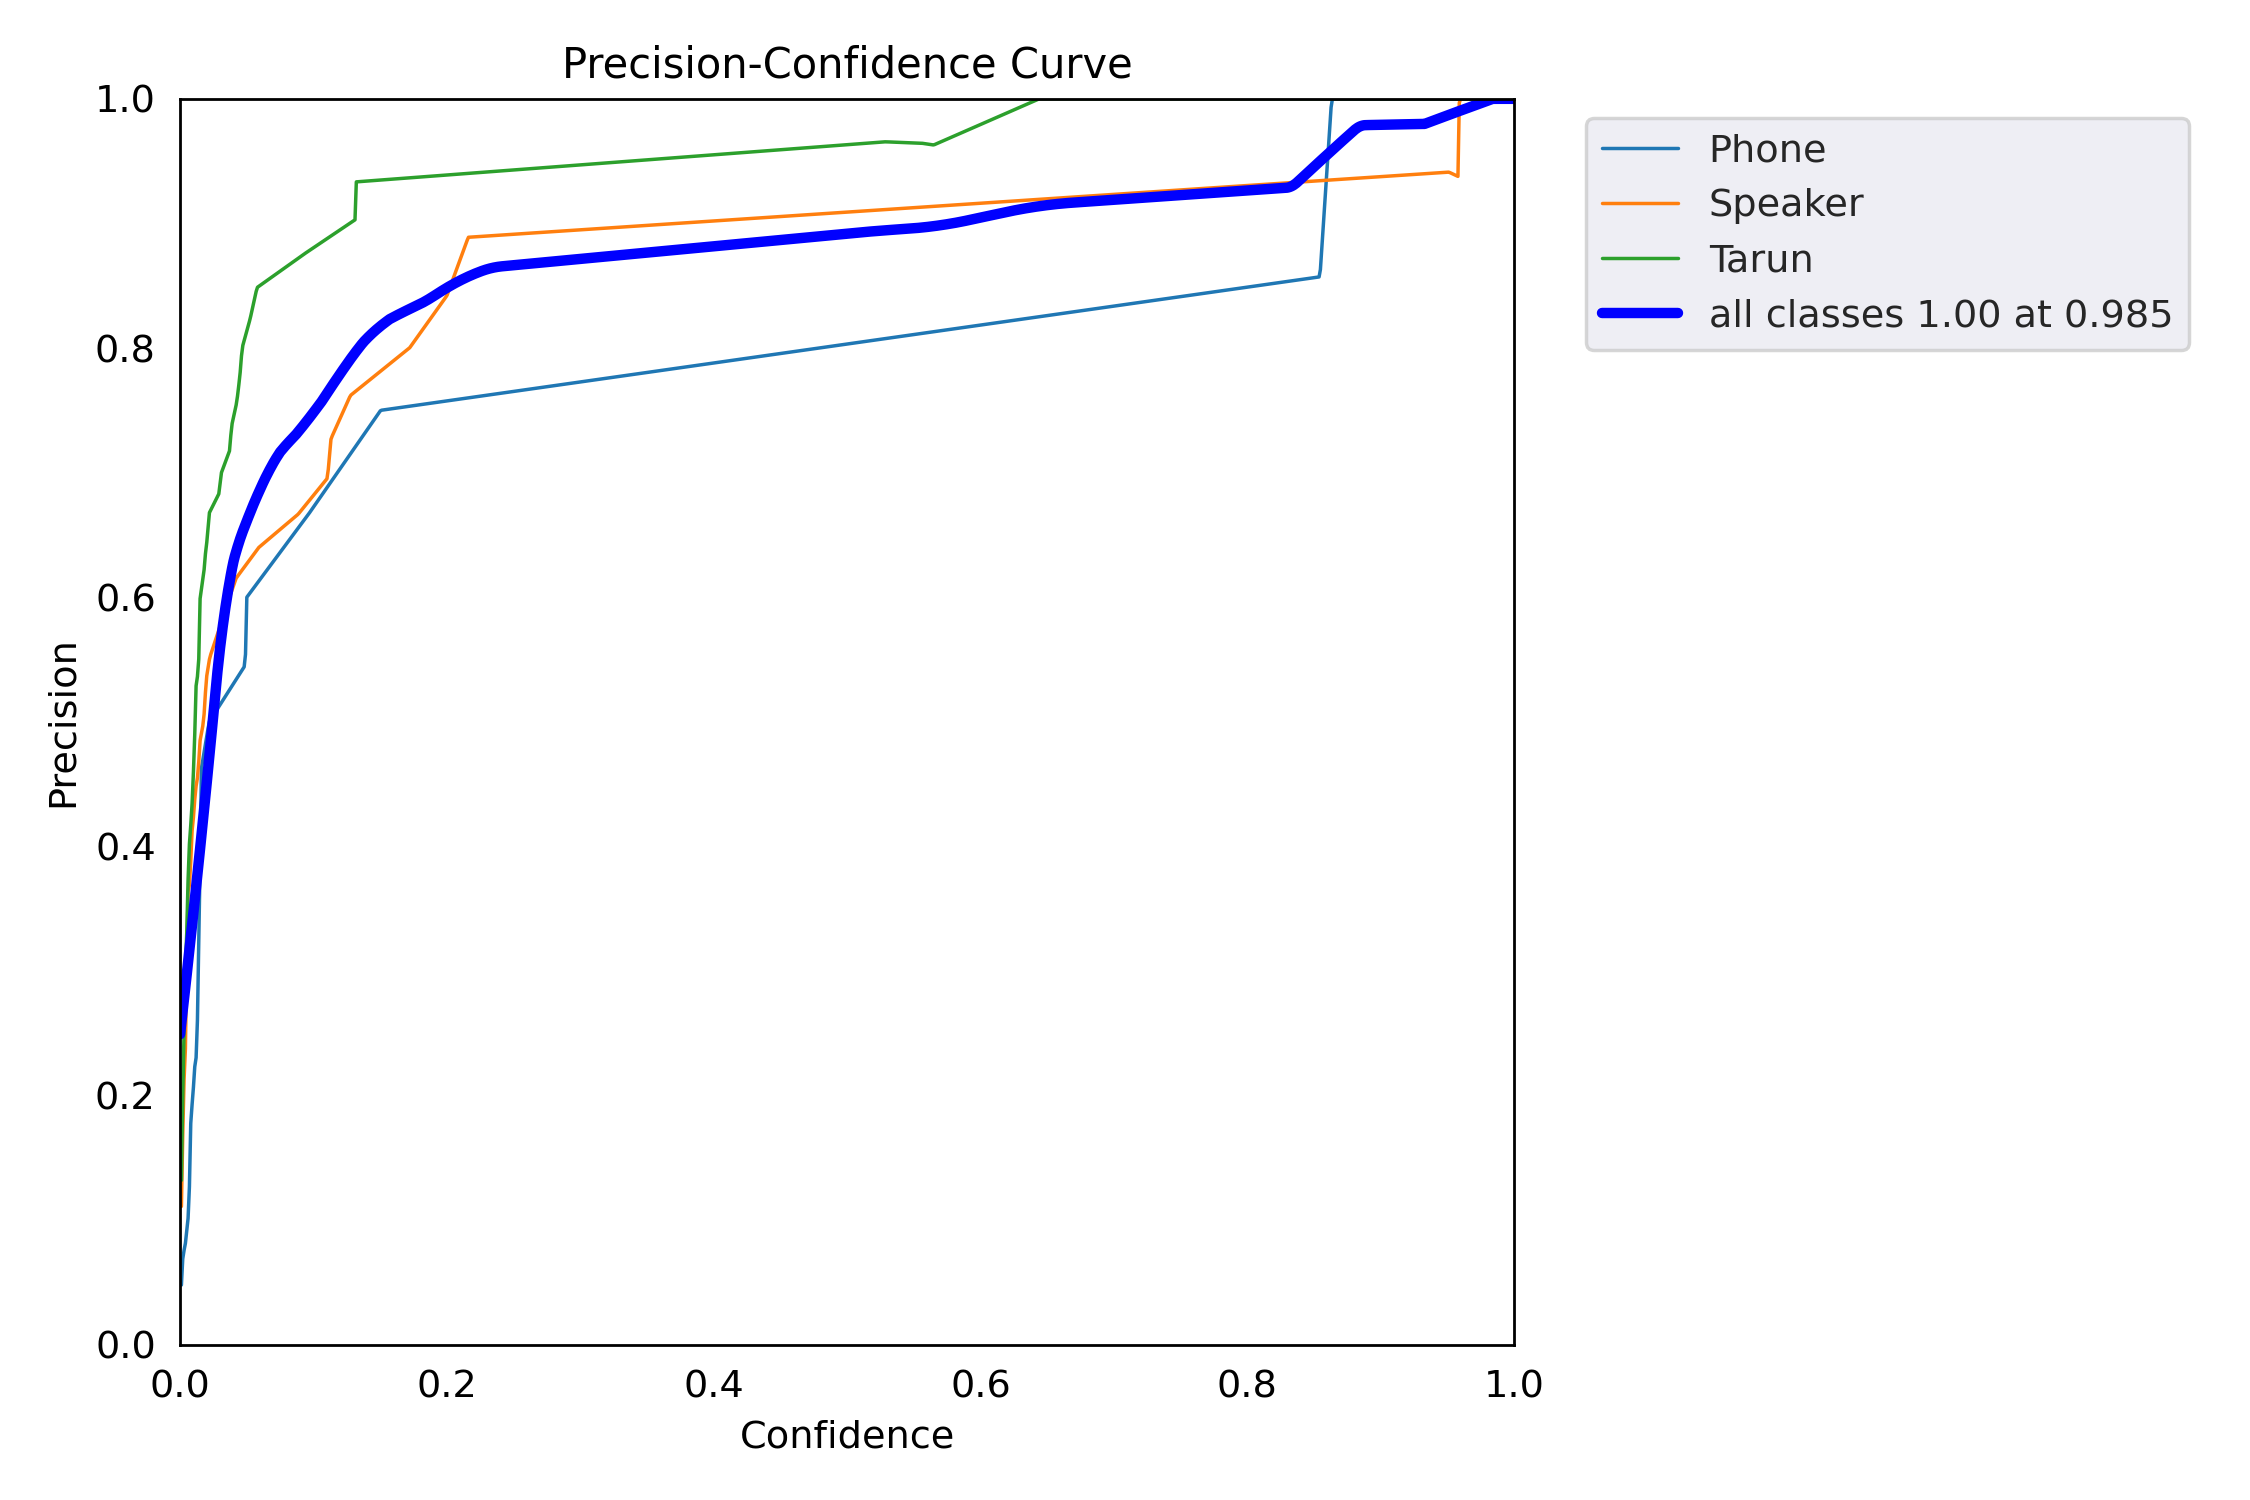 Precision-Confidence Curve
1.0
0.8
0.6
0.4
0.2
0.0
Precision
0.0 0.2 0.4 0.6 0.8 1.0
Confidence
Phone
Speaker
Tarun
all classes 1.00 at 0.985